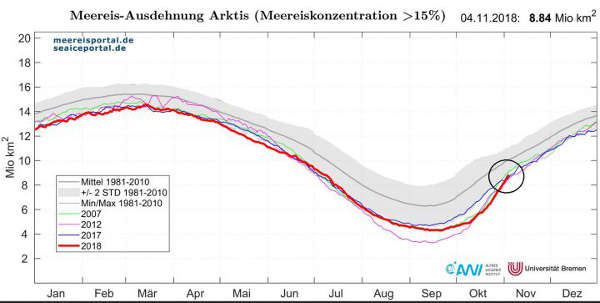 Meereis-Ausdehnung Arktis (Meereiskonzentration >15%)
04.11.2018: 8.84 Mio km²
meereisportal.de
seaiceportal.de
Mio km²
20
18
16
14
12
10
8
6
4
2
Mittel 1981-2010
+/- 2 STD 1981-2010
Min/Max 1981-2010
2007
2012
2017
2018
AWI
Universität Bremen
Jan Feb Mär Apr Mai Jun Jul Aug Sep Okt Nov Dez